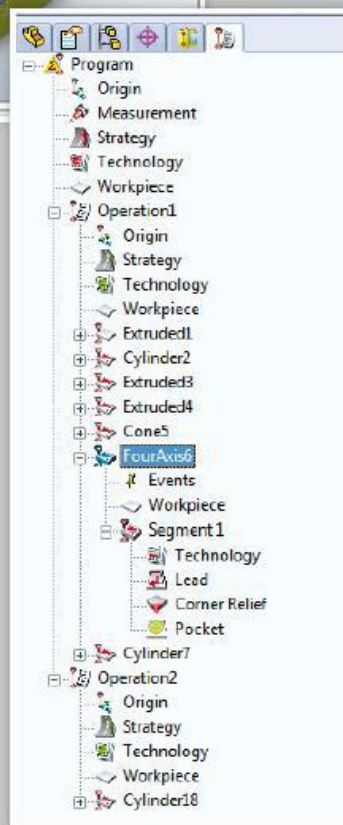 Program
Origin
Measurement
Strategy
Technology
Workpiece
Operation1
Origin
Strategy
Technology
Workpiece
Extruded1
Cylinder2
Extruded3
Extruded4
Cone5
FourAxis6
Events
Workpiece
Segment1
Technology
Lead
Corner Relief
Pocket
Cylinder7
Operation2
Origin
Strategy
Technology
Workpiece
Cylinder18